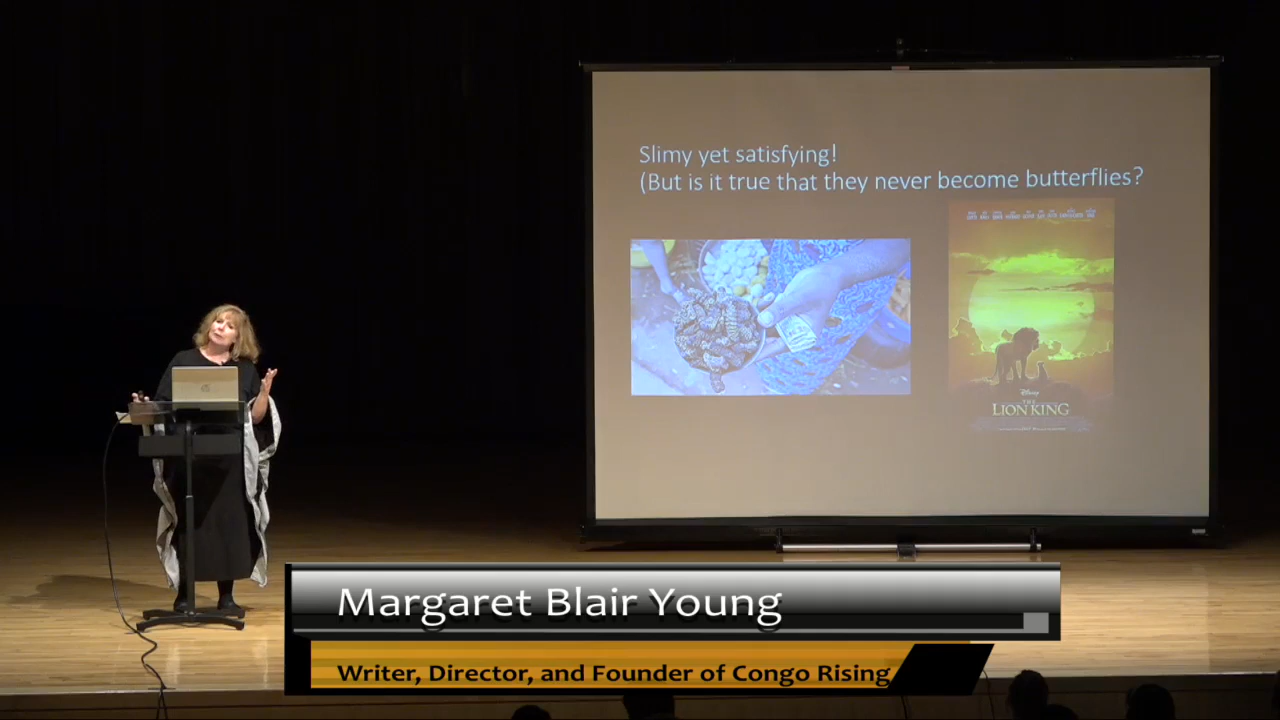 Slimy yet satisfying!
(But is it true that they never become butterflies?
Disney
THE
LION KING
Margaret Blair Young
Writer, Director, and Founder of Congo Rising